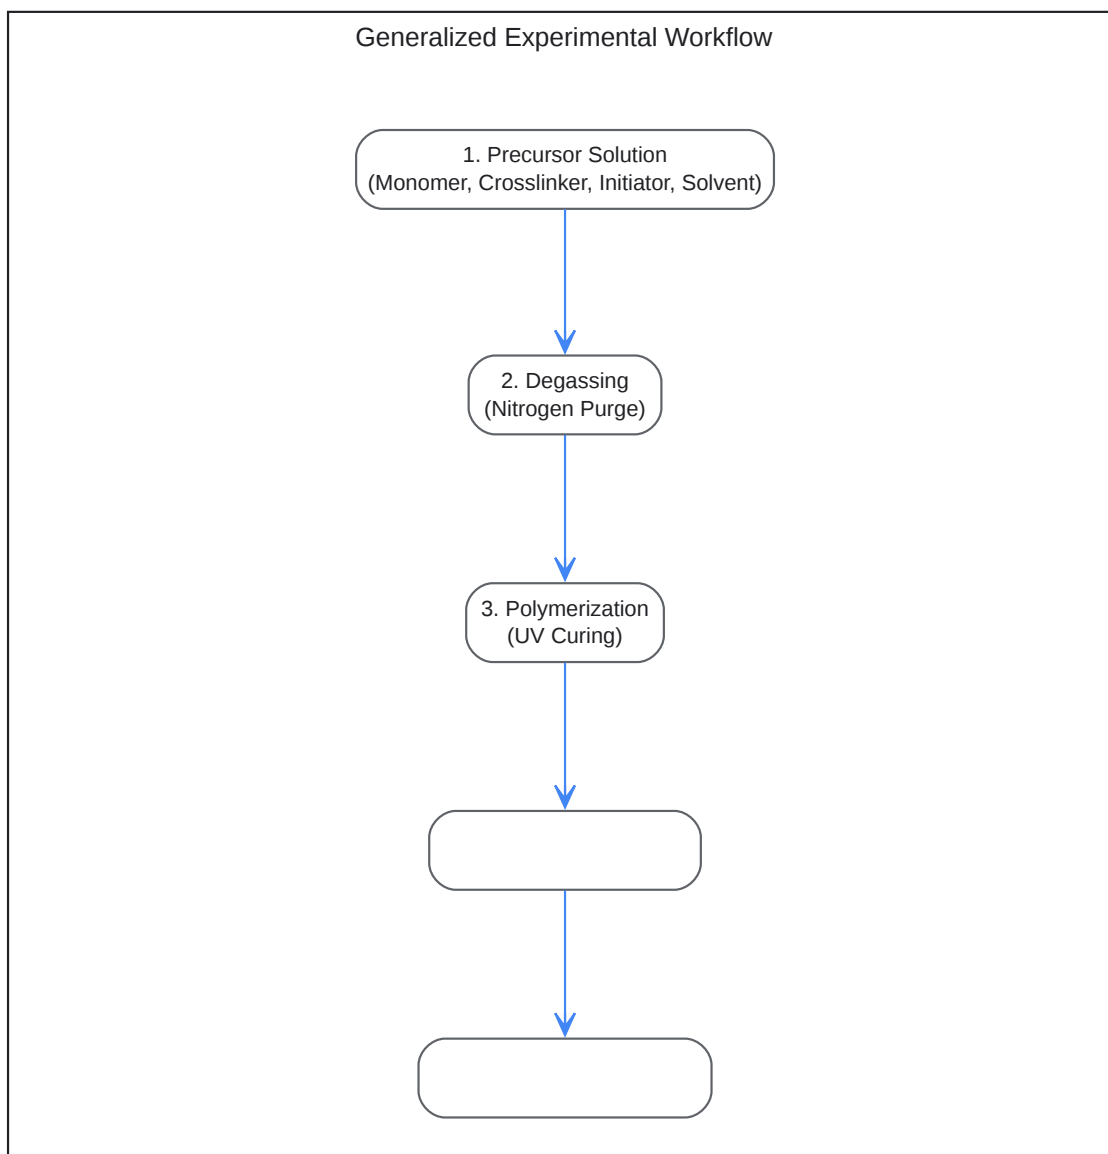 Generalized Experimental Workflow
1. Precursor Solution
(Monomer, Crosslinker, Initiator, Solvent)
2. Degassing
(Nitrogen Purge)
3. Polymerization
(UV Curing)